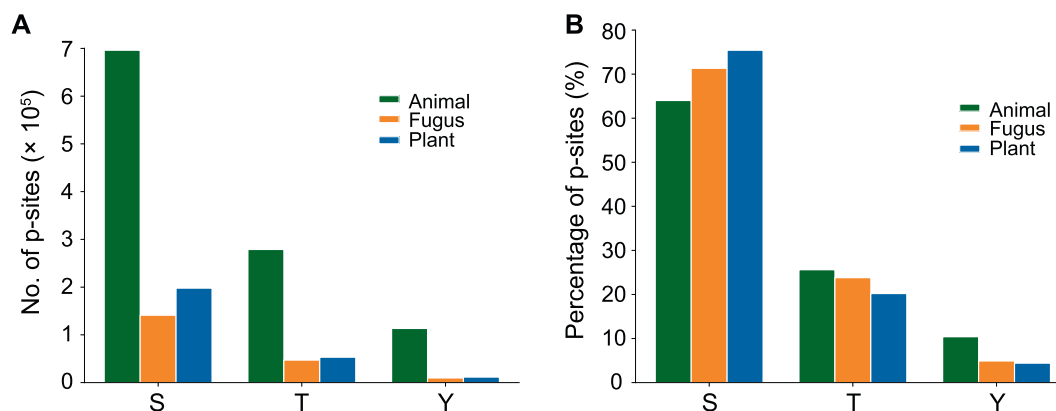 A
No. of p-sites (× 10⁵)
7
6
5
4
3
2
1
0
S
T
Y
Animal
Fugus
Plant
B
Percentage of p-sites (%)
80
70
60
50
40
30
20
10
0
S
T
Y
Animal
Fugus
Plant